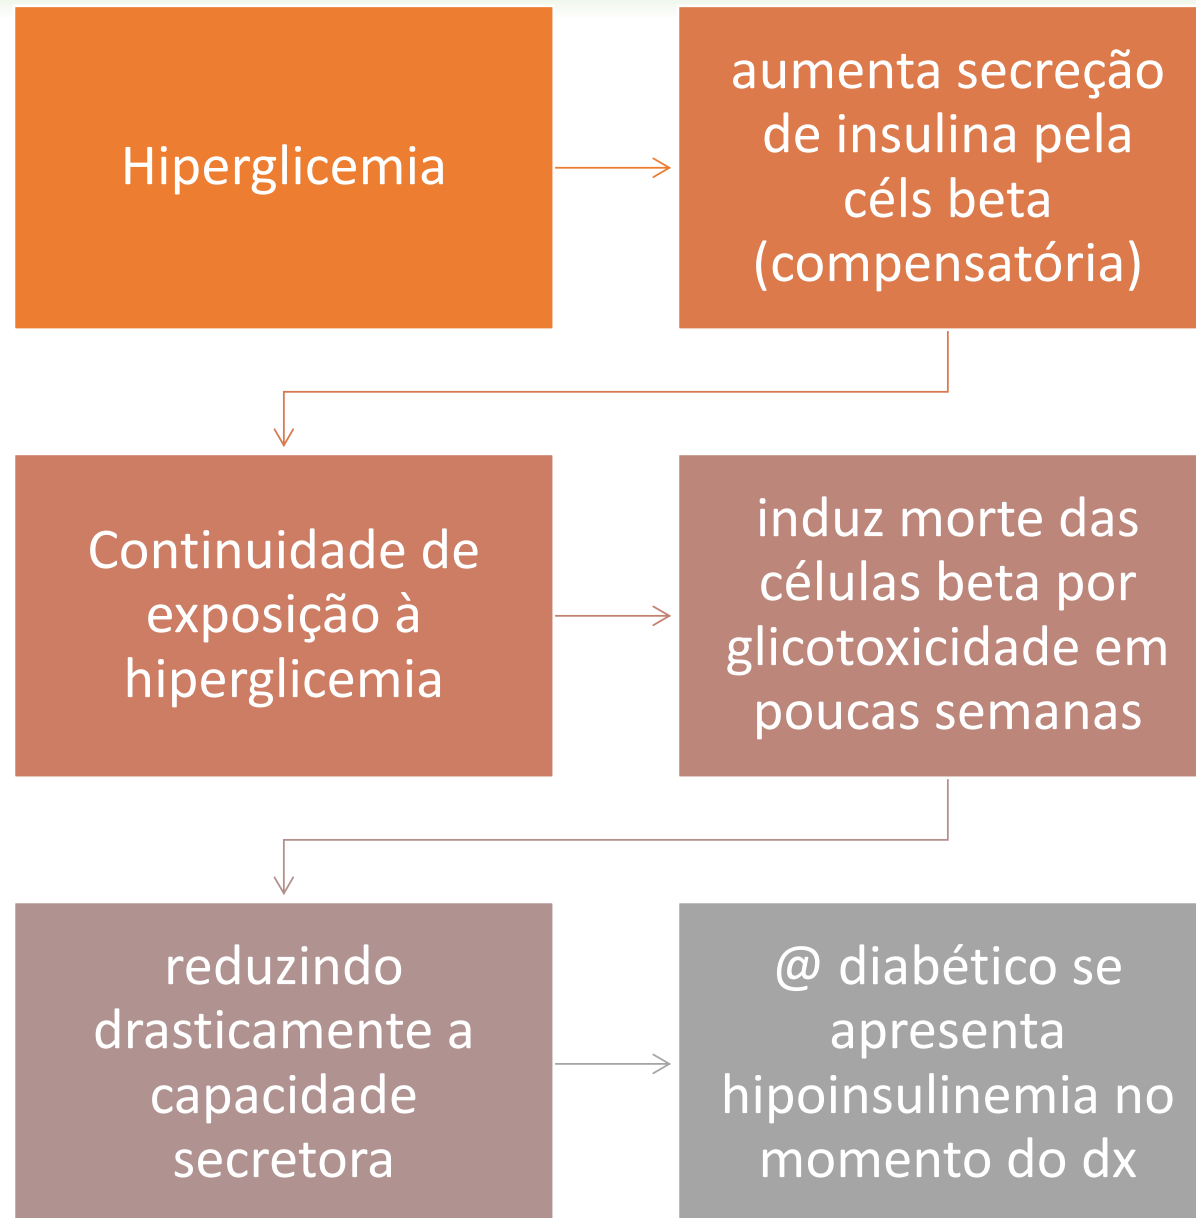 Hiperglicemia
aumenta secreção
de insulina pela
céls beta
(compensatória)
Continuidade de
exposição à
hiperglicemia
induz morte das
células beta por
glicotoxicidade em
poucas semanas
reduzindo
drasticamente a
capacidade
secretora
@ diabético se
apresenta
hipoinsulinemia no
momento do dx